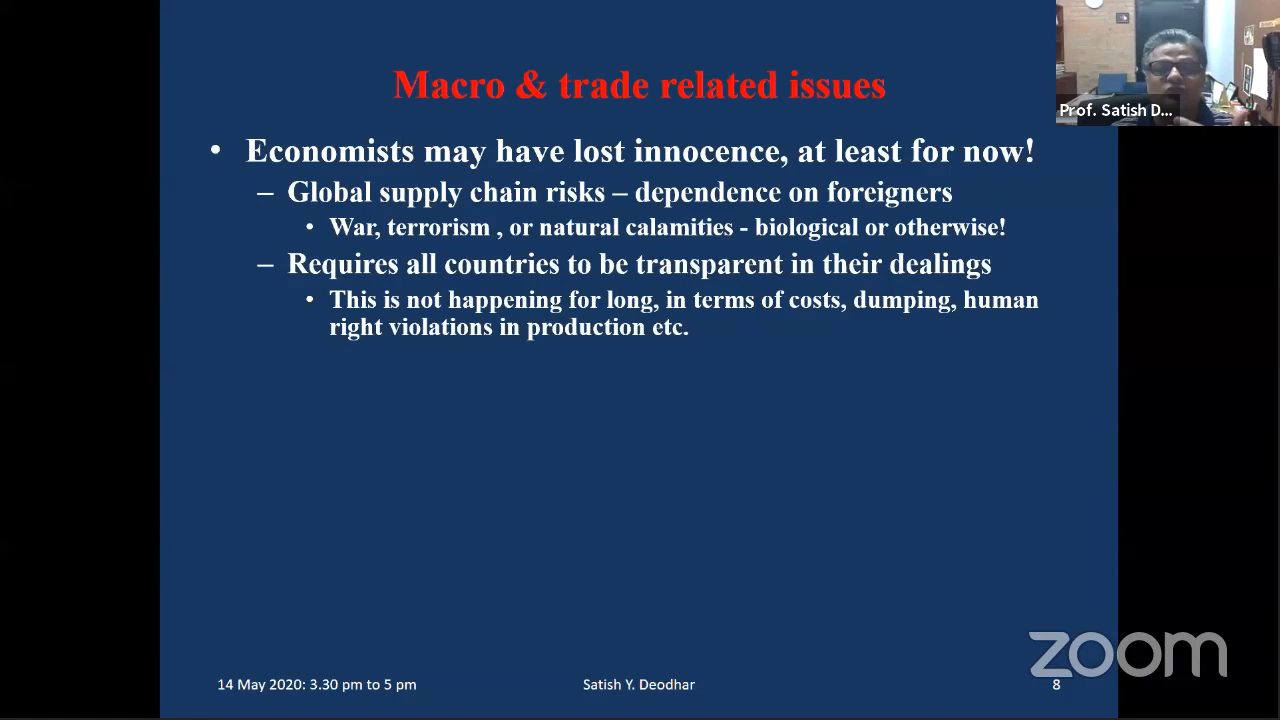 Macro & trade related issues
Prof. Satish D...
• Economists may have lost innocence, at least for now!
– Global supply chain risks – dependence on foreigners
• War, terrorism , or natural calamities - biological or otherwise!
– Requires all countries to be transparent in their dealings
• This is not happening for long, in terms of costs, dumping, human
right violations in production etc.
zoom
14 May 2020: 3.30 pm to 5 pm
Satish Y. Deodhar
8